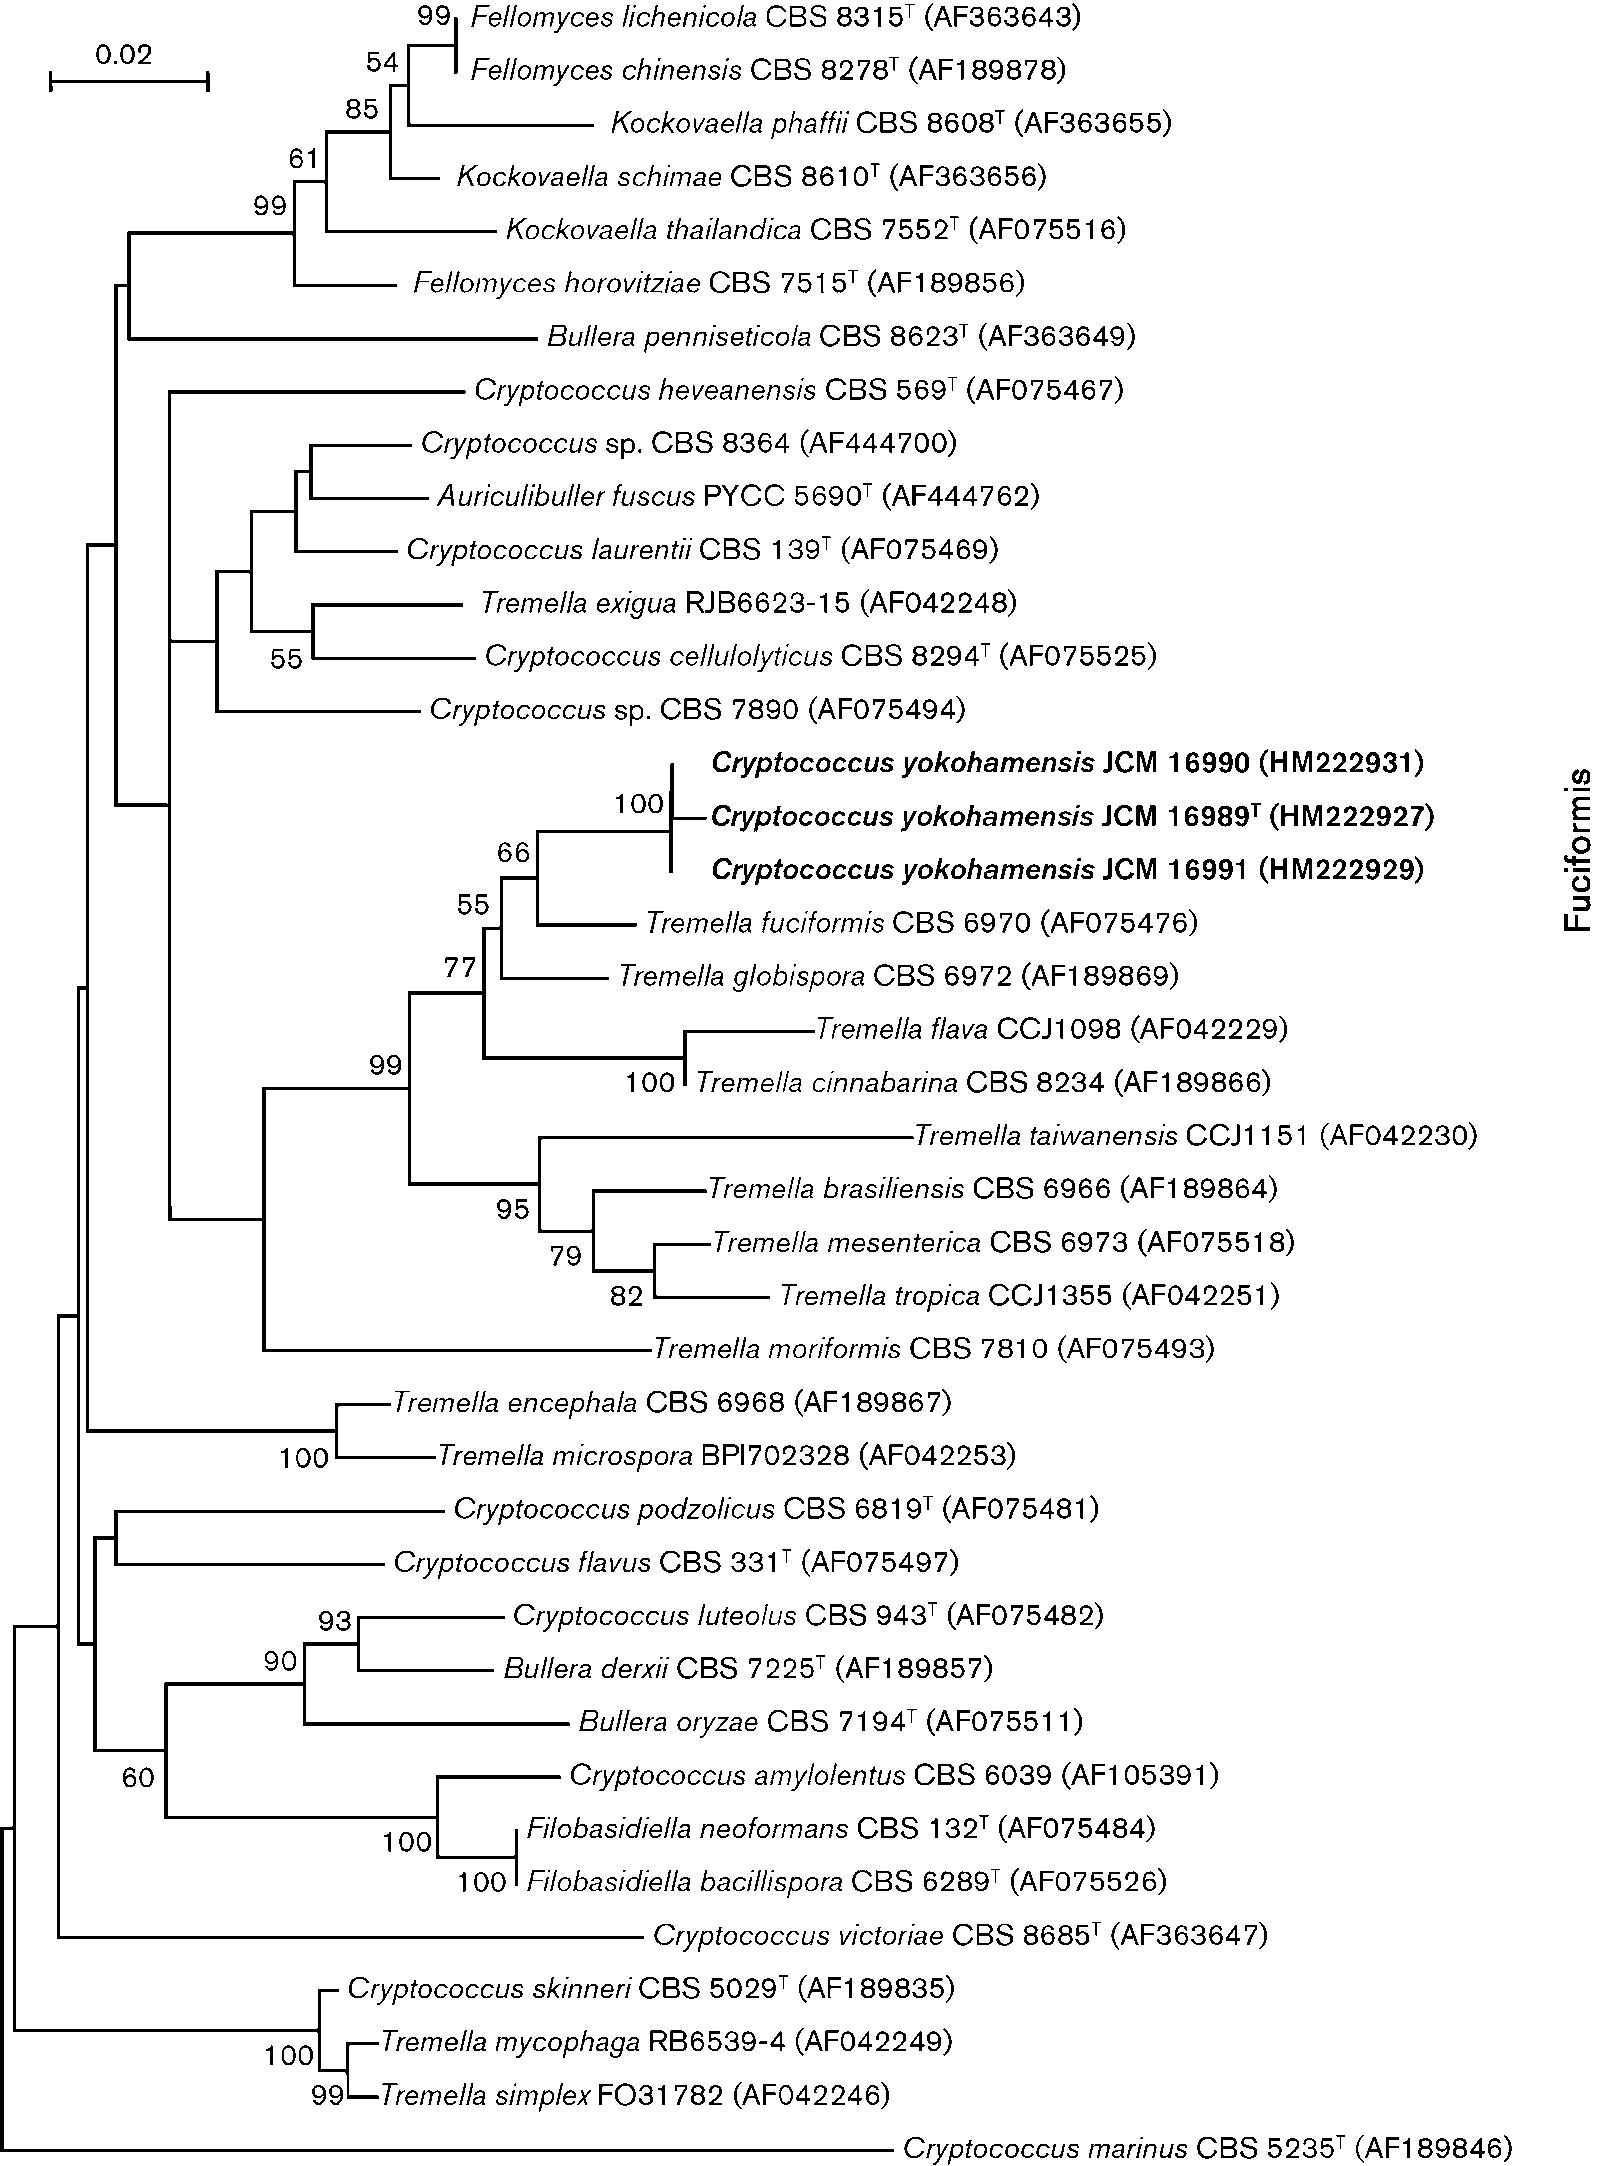 99 Fellomyces lichenicola CBS 8315ᵀ (AF363643)
0.02
54
Fellomyces chinensis CBS 8278ᵀ (AF189878)
85
Kockovaella phaffii CBS 8608ᵀ (AF363655)
61
Kockovaella schimae CBS 8610ᵀ (AF363656)
99
Kockovaella thailandica CBS 7552ᵀ (AF075516)
Fellomyces horovitziae CBS 7515ᵀ (AF189856)
Bullera penniseticola CBS 8623ᵀ (AF363649)
Cryptococcus heveanensis CBS 569ᵀ (AF075467)
Cryptococcus sp. CBS 8364 (AF444700)
Auriculibuller fuscus PYCC 5690ᵀ (AF444762)
Cryptococcus laurentii CBS 139ᵀ (AF075469)
Tremella exigua RJB6623-15 (AF042248)
55
Cryptococcus cellulolyticus CBS 8294ᵀ (AF075525)
Cryptococcus sp. CBS 7890 (AF075494)
Cryptococcus yokohamensis JCM 16990 (HM222931)
100
Cryptococcus yokohamensis JCM 16989ᵀ (HM222927)
66
Cryptococcus yokohamensis JCM 16991 (HM222929)
Fuciformis
55
Tremella fuciformis CBS 6970 (AF075476)
77
Tremella globispora CBS 6972 (AF189869)
Tremella flava CCJ1098 (AF042229)
99
100 Tremella cinnabarina CBS 8234 (AF189866)
Tremella taiwanensis CCJ1151 (AF042230)
95
Tremella brasiliensis CBS 6966 (AF189864)
79
Tremella mesenterica CBS 6973 (AF075518)
82
Tremella tropica CCJ1355 (AF042251)
Tremella moriformis CBS 7810 (AF075493)
Tremella encephala CBS 6968 (AF189867)
100
Tremella microspora BPI702328 (AF042253)
Cryptococcus podzolicus CBS 6819ᵀ (AF075481)
Cryptococcus flavus CBS 331ᵀ (AF075497)
93
Cryptococcus luteolus CBS 943ᵀ (AF075482)
90
Bullera derxii CBS 7225ᵀ (AF189857)
Bullera oryzae CBS 7194ᵀ (AF075511)
60
Cryptococcus amylolentus CBS 6039 (AF105391)
100
Filobasidiella neoformans CBS 132ᵀ (AF075484)
100 Filobasidiella bacillispora CBS 6289ᵀ (AF075526)
Cryptococcus victoriae CBS 8685ᵀ (AF363647)
Cryptococcus skinneri CBS 5029ᵀ (AF189835)
100
Tremella mycophaga RB6539-4 (AF042249)
99
Tremella simplex FO31782 (AF042246)
Cryptococcus marinus CBS 5235ᵀ (AF189846)